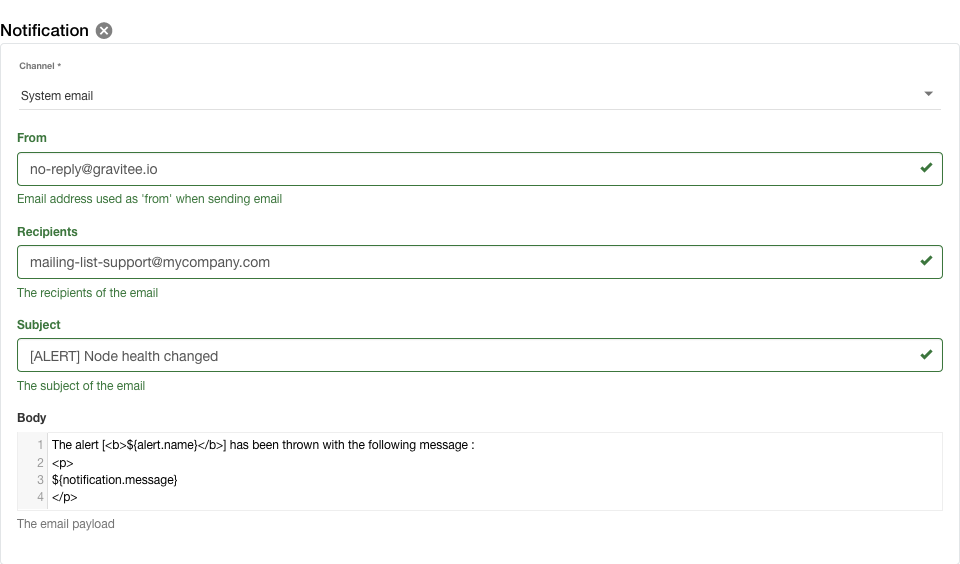 Notification
Channel *
System email
From
no-reply@gravitee.io
Email address used as 'from' when sending email
Recipients
mailing-list-support@mycompany.com
The recipients of the email
Subject
[ALERT] Node health changed
The subject of the email
Body
1 The alert [<b>${alert.name}</b>] has been thrown with the following message :
2 <p>
3 ${notification.message}
4 </p>
The email payload